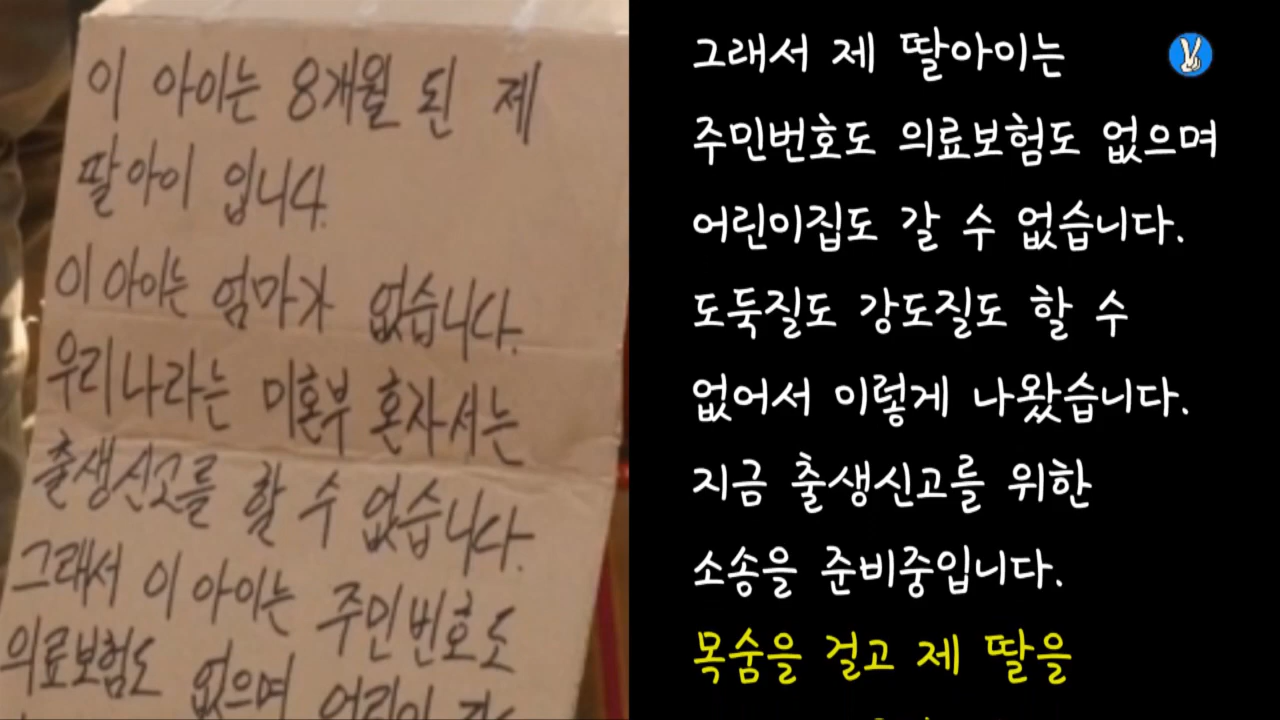 이 아이는 8개월 된 제
딸아이 입니다.
이 아이는 엄마가 없습니다.
우리나라는 미혼부 혼자서는
출생신고를 할 수 없습니다.
그래서 이 아이는 주민번호도
의료보험도 없으며 어린이
그래서 제 딸아이는
주민번호도 의료보험도 없으며
어린이집도 갈 수 없습니다.
도둑질도 강도질도 할 수
없어서 이렇게 나왔습니다.
지금 출생신고를 위한
소송을 준비중입니다.
목숨을 걸고 제 딸을